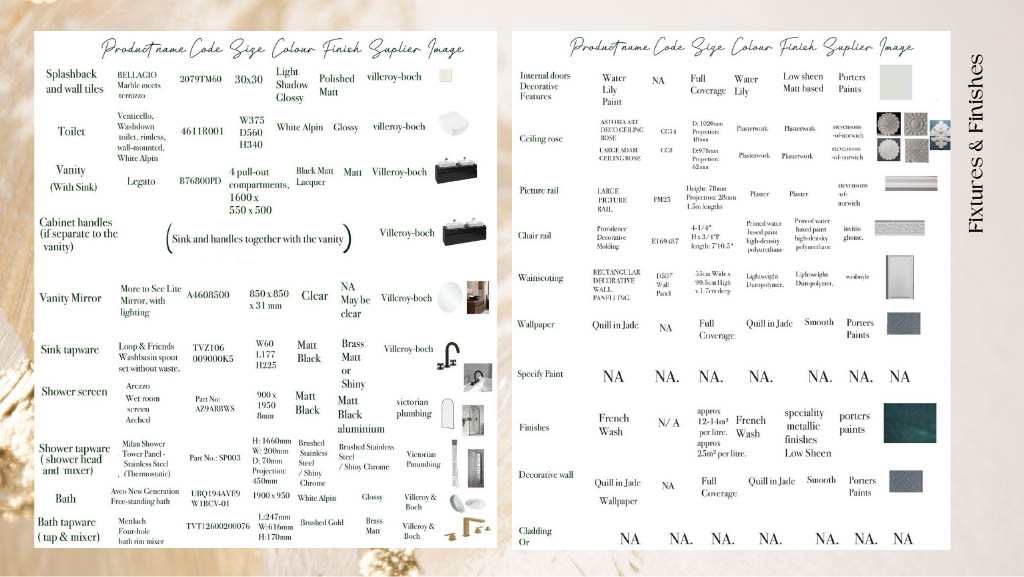 Product name Code Size Colour Finish Suplier Image
Splashback and wall tiles BELLAGIO Marble meets terrazzo 2079TM60 30x30 Light Shadow Glossy Polished Matt villeroy-boch
Toilet Venticello, Washdown toilet, rimless, wall-mounted, White Alpin 4611R001 W375 D560 H340 White Alpin Glossy villeroy-boch
Vanity (With Sink) Legato B76800PD 4 pull-out compartments, 1600 x 550 x 500 Black Matt Lacquer Matt Villeroy-boch
Cabinet handles (if separate to the vanity) (Sink and handles together with the vanity) Villeroy-boch
Vanity Mirror More to See Lite Mirror, with lighting A4608500 850 x 850 x 31 mm Clear NA May be clear Villeroy-boch
Sink tapware Loop & Friends Washbasin spout set without waste. TVZ106 009000K5 W60 L177 H225 Matt Black Brass Matt or Shiny Villeroy-boch
Shower screen Arezzo Wet room screen Arched Part No: AZ9ARBWS 900 x 1950 8mm Matt Black Matt Black aluminium victorian plumbing
Shower tapware ( shower head and mixer) Milan Shower Tower Panel - Stainless Steel (Thermostatic) Part No.: SP003 H: 1660mm W: 200mm D: 70mm Projection: 450mm Brushed Stainless Steel / Shiny Chrome Brushed Stainless Steel / Shiny Chrome Victorian
Bath Aveo New Generation Free-standing bath UBQ194AVE9 W1BCV-01 1900 x 950 White Alpin Glossy Villeroy & Boch
Bath tapware ( tap & mixer) Mettlach Four-hole bath rim mixer TVT12600200076 L:247mm W:616mm H:170mm Brushed Gold Brass Matt Villeroy & Boch
Product name Code Size Colour Finish Suplier Image
Internal doors Decorative Features Water Lily Paint NA Full Coverage Water Lily Low sheen Matt based Porters Paints
Ceiling rose ASTORIA ART DECO CEILING ROSE CC54 D: 1020mm Projection: 40mm Plasterwork Plasterwork stevensons -of-norwich
LARGE ADAM CEILING ROSE CC8 D:978mm Projection: 62mm Plasterwork Plasterwork stevensons -of-norwich
Picture rail LARGE PICTURE RAIL PM25 Height: 78mm Projection: 28mm 1.5m lengths Plaster Plaster stevensons -of- norwich
Chair rail Providence Decorative Molding E169487 4-1/4" H x 3/4"P length: 7'10.5" Primed water based paint high-density polyurethane Primed water based paint high-density polyurethane ghome.
Wainscoting RECTANGULAR DECORATIVE WALL PANELLING. D507 Wall Panel 55cm Wide x 90.5cm High x 1.7cm deep Lightweight Duropolymer. Lightweight Duropolymer.
Wallpaper Quill in Jade NA Full Coverage Quill in Jade Smooth Porters Paints
Specify Paint NA NA. NA. NA. NA. NA. NA
Finishes French Wash N/ A approx 12-14m² per litre. approx 25m² per litre. French Wash speciality metallic finishes Low Sheen porters paints
Decorative wall Quill in Jade Wallpaper NA Full Coverage Quill in Jade Smooth Porters Paints
Cladding Or NA NA. NA. NA. NA. NA. NA
Fixtures & Finishes